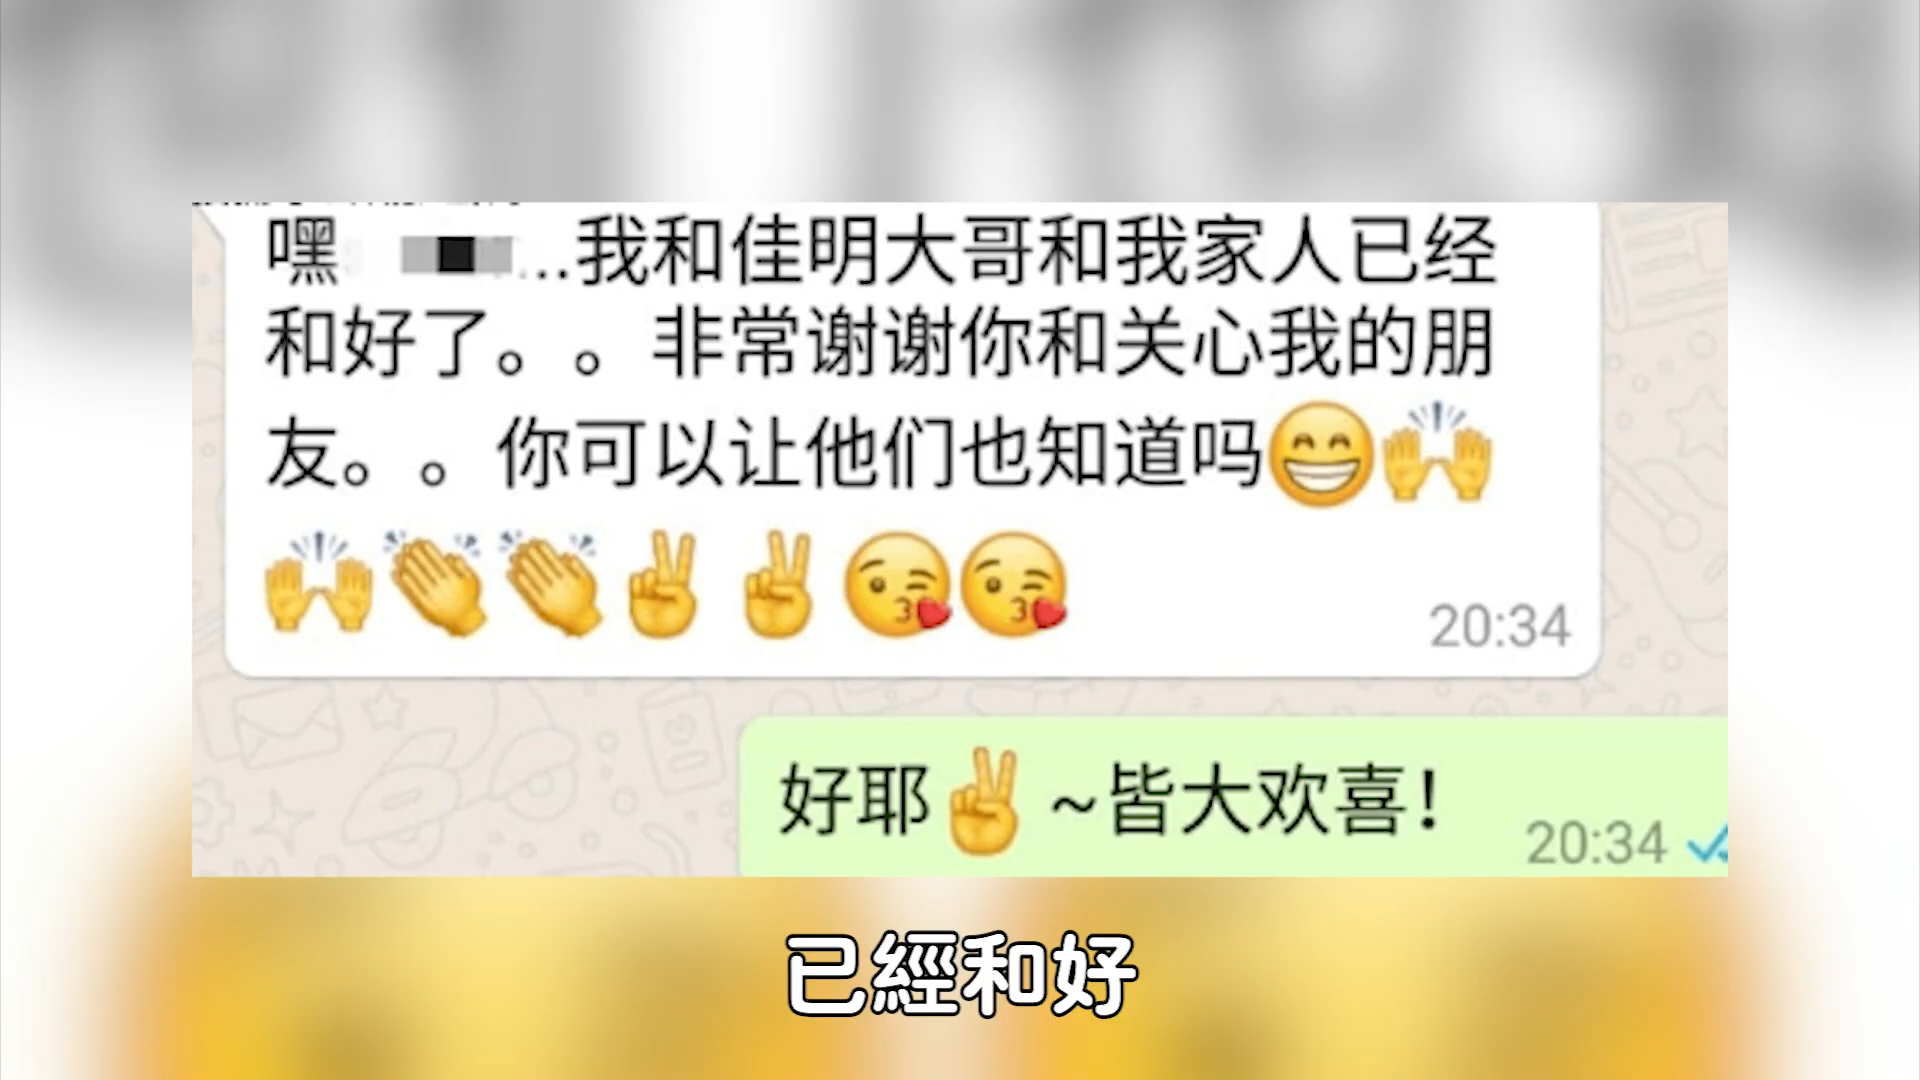 嘿 ...我和佳明大哥和我家人已经
和好了。。非常谢谢你和关心我的朋
友。。你可以让他们也知道吗😁🙌
🙌👏👏✌✌😘😘
20:34
好耶✌~皆大欢喜!
20:34
已經和好